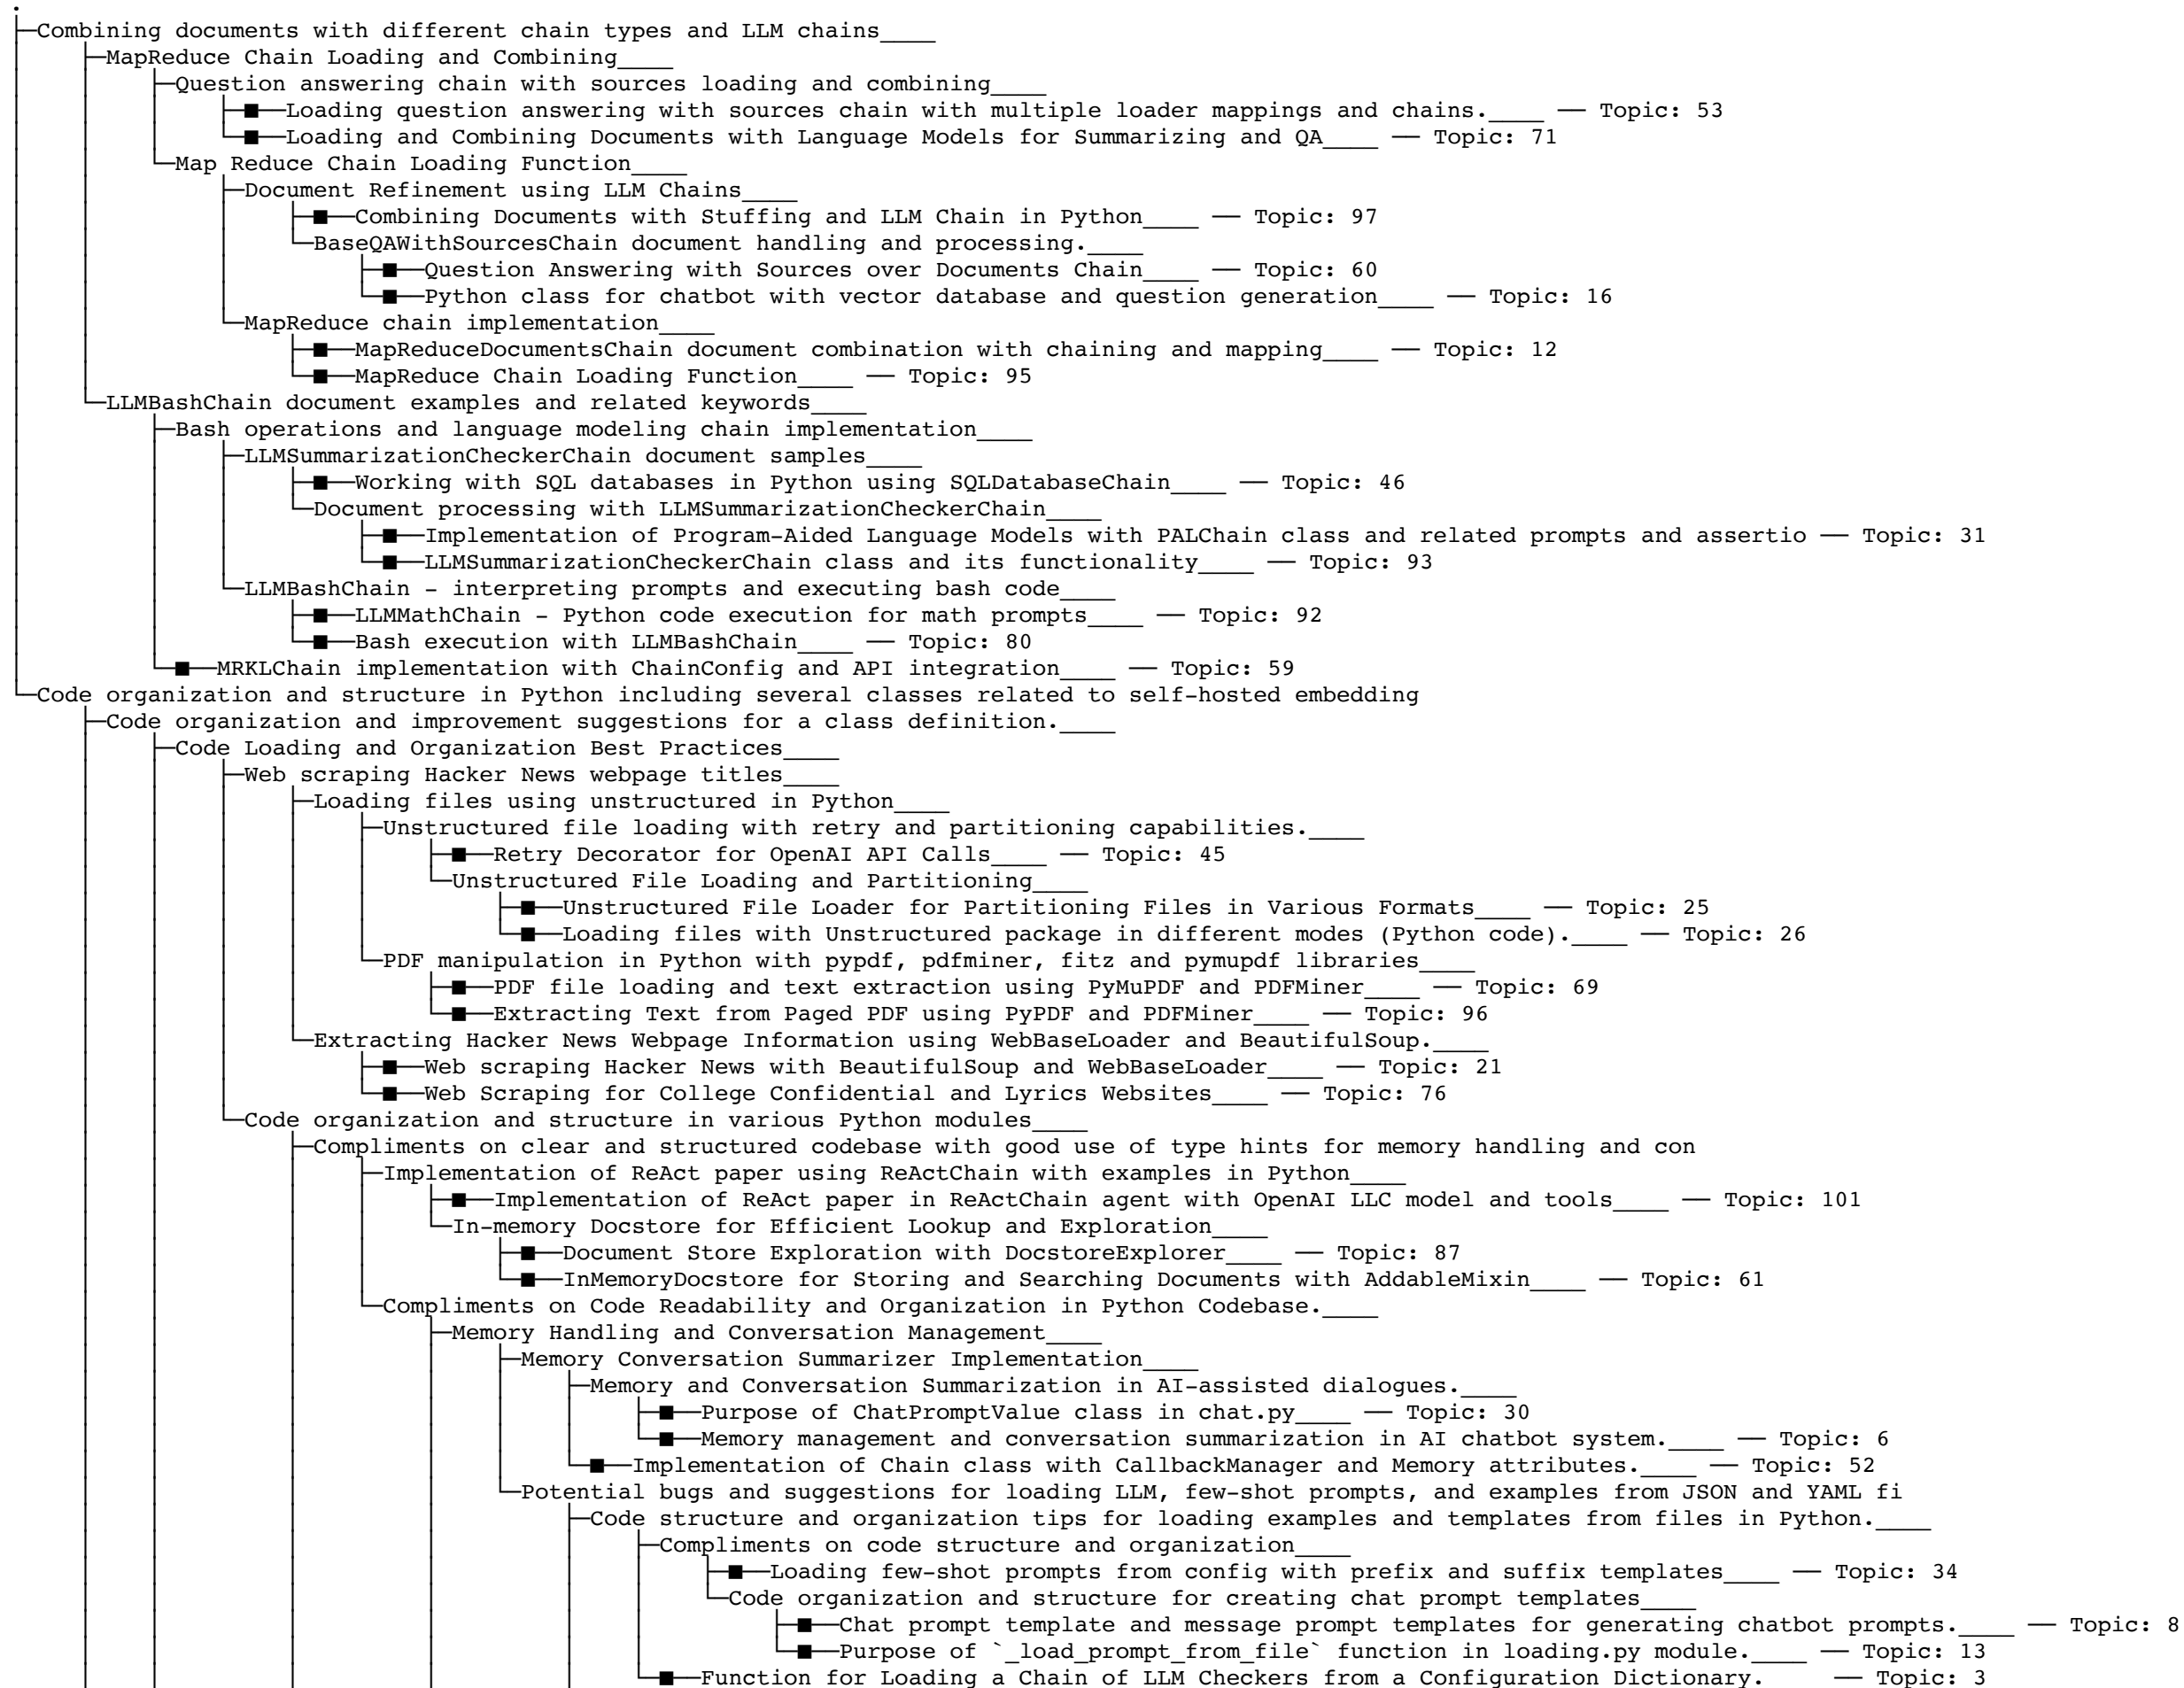 .
├─Combining documents with different chain types and LLM chains____
│    ├─MapReduce Chain Loading and Combining____
│    │    ├─Question answering chain with sources loading and combining____
│    │    │    ├─■──Loading question answering with sources chain with multiple loader mappings and chains.____ ── Topic: 53
│    │    │    └─■──Loading and Combining Documents with Language Models for Summarizing and QA____ ── Topic: 71
│    │    └─Map Reduce Chain Loading Function____
│    │         ├─Document Refinement using LLM Chains____
│    │         │    ├─■──Combining Documents with Stuffing and LLM Chain in Python____ ── Topic: 97
│    │         │    └─BaseQAWithSourcesChain document handling and processing.____
│    │         │         ├─■──Question Answering with Sources over Documents Chain____ ── Topic: 60
│    │         │         └─■──Python class for chatbot with vector database and question generation____ ── Topic: 16
│    │         └─MapReduce chain implementation____
│    │              ├─■──MapReduceDocumentsChain document combination with chaining and mapping____ ── Topic: 12
│    │              └─■──MapReduce Chain Loading Function____ ── Topic: 95
│    └─LLMBashChain document examples and related keywords____
│         ├─Bash operations and language modeling chain implementation____
│         │    ├─LLMSummarizationCheckerChain document samples____
│         │    │    ├─■──Working with SQL databases in Python using SQLDatabaseChain____ ── Topic: 46
│         │    │    └─Document processing with LLMSummarizationCheckerChain____
│         │    │         ├─■──Implementation of Program-Aided Language Models with PALChain class and related prompts and assertio ── Topic: 31
│         │    │         └─■──LLMSummarizationCheckerChain class and its functionality____ ── Topic: 93
│         │    └─LLMBashChain - interpreting prompts and executing bash code____
│         │         ├─■──LLMMathChain - Python code execution for math prompts____ ── Topic: 92
│         │         └─■──Bash execution with LLMBashChain____ ── Topic: 80
│         └─■──MRKLChain implementation with ChainConfig and API integration____ ── Topic: 59
└─Code organization and structure in Python including several classes related to self-hosted embedding
     ├─Code organization and improvement suggestions for a class definition.____
     │    ├─Code Loading and Organization Best Practices____
     │    │    ├─Web scraping Hacker News webpage titles____
     │    │    │    ├─Loading files using unstructured in Python____
     │    │    │    │    ├─Unstructured file loading with retry and partitioning capabilities.____
     │    │    │    │    │    ├─■──Retry Decorator for OpenAI API Calls____ ── Topic: 45
     │    │    │    │    │    └─Unstructured File Loading and Partitioning____
     │    │    │    │    │         ├─■──Unstructured File Loader for Partitioning Files in Various Formats____ ── Topic: 25
     │    │    │    │    │         └─■──Loading files with Unstructured package in different modes (Python code).____ ── Topic: 26
     │    │    │    │    └─PDF manipulation in Python with pypdf, pdfminer, fitz and pymupdf libraries____
     │    │    │    │         ├─■──PDF file loading and text extraction using PyMuPDF and PDFMiner____ ── Topic: 69
     │    │    │    │         └─■──Extracting Text from Paged PDF using PyPDF and PDFMiner____ ── Topic: 96
     │    │    │    └─Extracting Hacker News Webpage Information using WebBaseLoader and BeautifulSoup.____
     │    │    │         ├─■──Web scraping Hacker News with BeautifulSoup and WebBaseLoader____ ── Topic: 21
     │    │    │         └─■──Web Scraping for College Confidential and Lyrics Websites____ ── Topic: 76
     │    │    └─Code organization and structure in various Python modules____
     │    │         ├─Compliments on clear and structured codebase with good use of type hints for memory handling and con
     │    │         │    ├─Implementation of ReAct paper using ReActChain with examples in Python____
     │    │         │    │    ├─■──Implementation of ReAct paper in ReActChain agent with OpenAI LLC model and tools____ ── Topic: 101
     │    │         │    │    └─In-memory Docstore for Efficient Lookup and Exploration____
     │    │         │    │         ├─■──Document Store Exploration with DocstoreExplorer____ ── Topic: 87
     │    │         │    │         └─■──InMemoryDocstore for Storing and Searching Documents with AddableMixin____ ── Topic: 61
     │    │         │    └─Compliments on Code Readability and Organization in Python Codebase.____
     │    │         │         ├─Memory Handling and Conversation Management____
     │    │         │         │    ├─Memory Conversation Summarizer Implementation____
     │    │         │         │    │    ├─Memory and Conversation Summarization in AI-assisted dialogues.____
     │    │         │         │    │    │    ├─■──Purpose of ChatPromptValue class in chat.py____ ── Topic: 30
     │    │         │         │    │    │    └─■──Memory management and conversation summarization in AI chatbot system.____ ── Topic: 6
     │    │         │         │    │    └─■──Implementation of Chain class with CallbackManager and Memory attributes.____ ── Topic: 52
     │    │         │         │    └─Potential bugs and suggestions for loading LLM, few-shot prompts, and examples from JSON and YAML fi
     │    │         │         │         ├─Code structure and organization tips for loading examples and templates from files in Python.____
     │    │         │         │         │    ├─Compliments on code structure and organization____
     │    │         │         │         │    │    ├─■──Loading few-shot prompts from config with prefix and suffix templates____ ── Topic: 34
     │    │         │         │         │    │    └─Code organization and structure for creating chat prompt templates____
     │    │         │         │         │    │         ├─■──Chat prompt template and message prompt templates for generating chatbot prompts.____ ── Topic: 8
     │    │         │         │         │    │         └─■──Purpose of `_load_prompt_from_file` function in loading.py module.____ ── Topic: 13
     │    │         │         │         │    └─■──Function for Loading a Chain of LLM Checkers from a Configuration Dictionary. ── Topic: 3